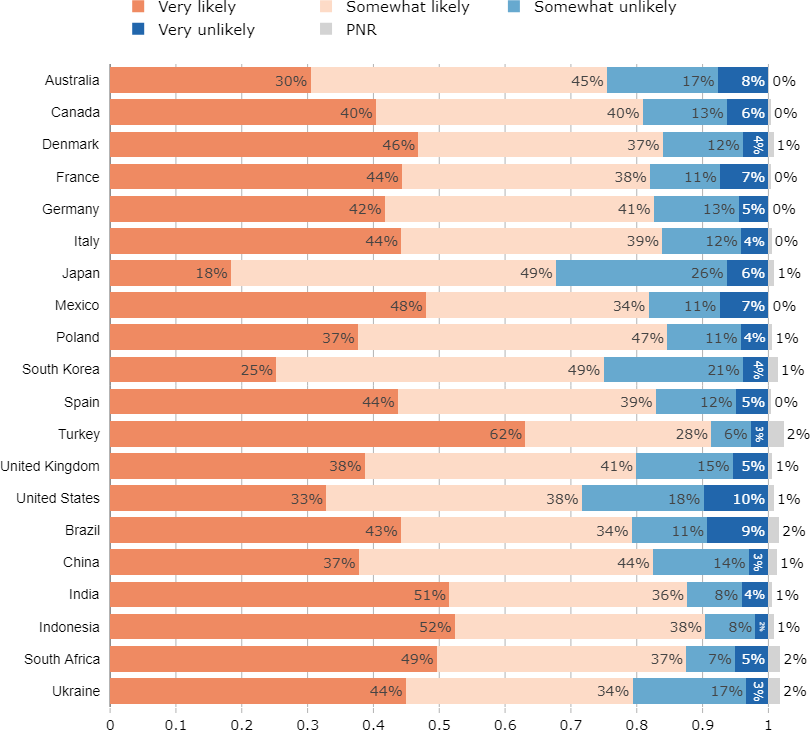 Very likely Somewhat likely Somewhat unlikely
Very unlikely PNR
Australia 30% 45% 17% 8% 0%
Canada 40% 40% 13% 6% 0%
Denmark 46% 37% 12% 4% 1%
France 44% 38% 11% 7% 0%
Germany 42% 41% 13% 5% 0%
Italy 44% 39% 12% 4% 0%
Japan 18% 49% 26% 6% 1%
Mexico 48% 34% 11% 7% 0%
Poland 37% 47% 11% 4% 1%
South Korea 25% 49% 21% 4% 1%
Spain 44% 39% 12% 5% 0%
Turkey 62% 28% 6% 3% 2%
United Kingdom 38% 41% 15% 5% 1%
United States 33% 38% 18% 10% 1%
Brazil 43% 34% 11% 9% 2%
China 37% 44% 14% 3% 1%
India 51% 36% 8% 4% 1%
Indonesia 52% 38% 8% 2% 1%
South Africa 49% 37% 7% 5% 2%
Ukraine 44% 34% 17% 3% 2%
0 0.1 0.2 0.3 0.4 0.5 0.6 0.7 0.8 0.9 1